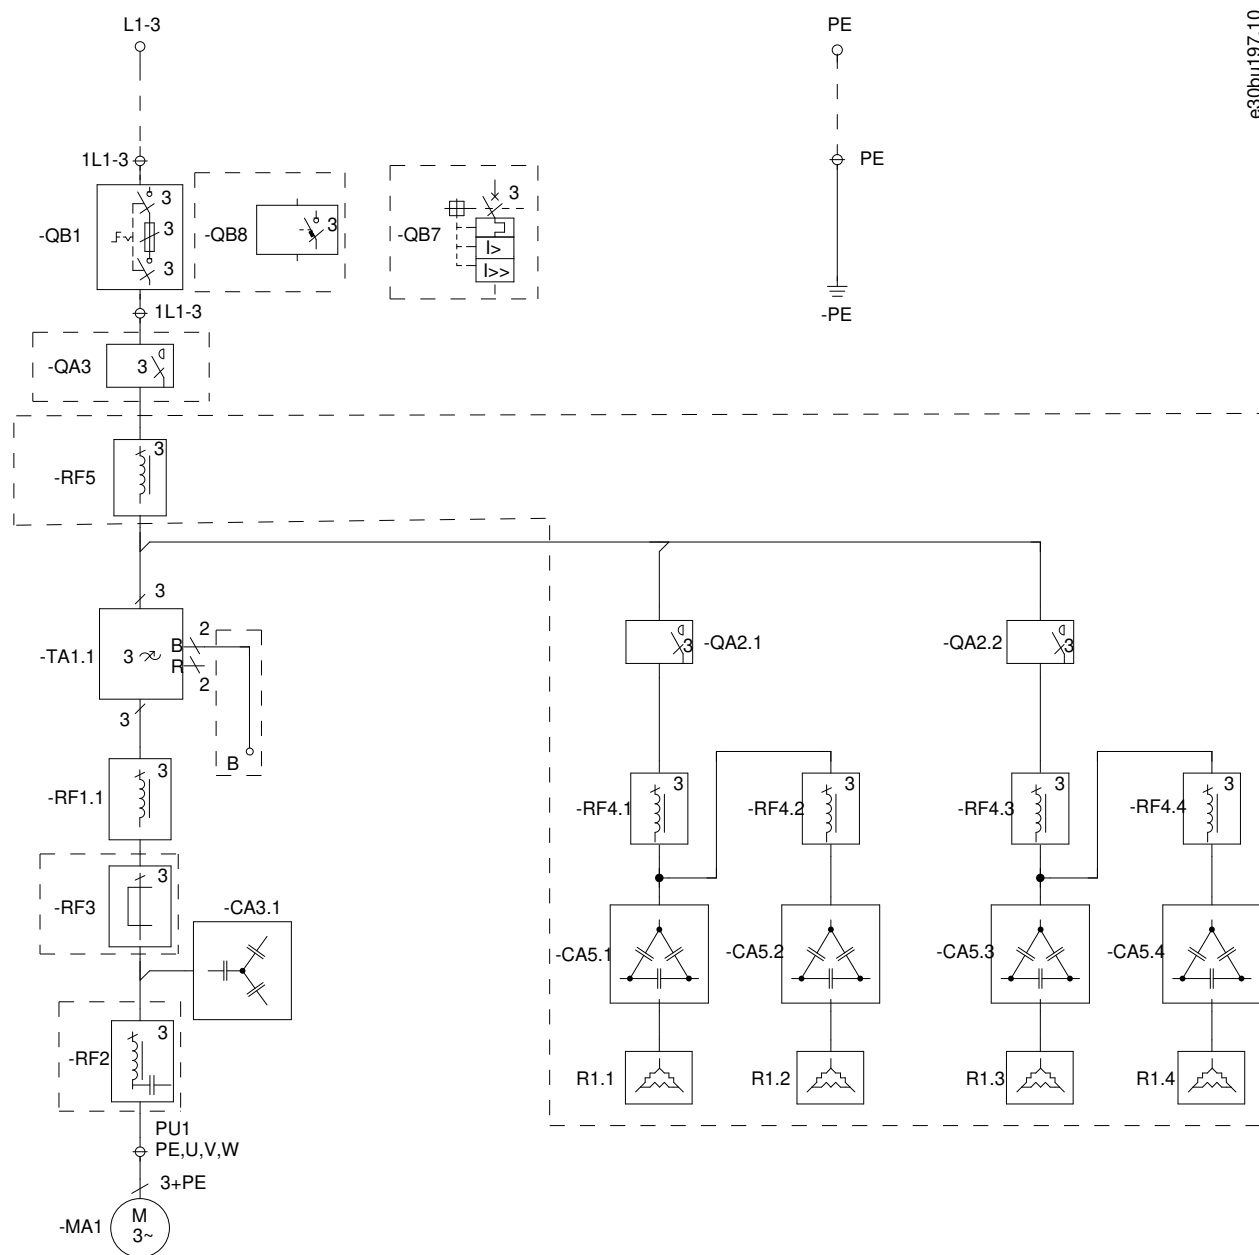 L1-3
PE
e30bu197.10
1L1-3
PE
3
-QB1
3
3
-QB8
3
-QB7
3
I>
I>>
1L1-3
-PE
-QA3
3
-RF5
3
3
-TA1.1
3
B
2
R
2
3
B
-QA2.1
3
-QA2.2
3
-RF1.1
3
-RF4.1
3
-RF4.2
3
-RF4.3
3
-RF4.4
3
-RF3
3
-CA3.1
-CA5.1
-CA5.2
-CA5.3
-CA5.4
-RF2
3
R1.1
R1.2
R1.3
R1.4
PU1
PE,U,V,W
3+PE
-MA1
M
3~